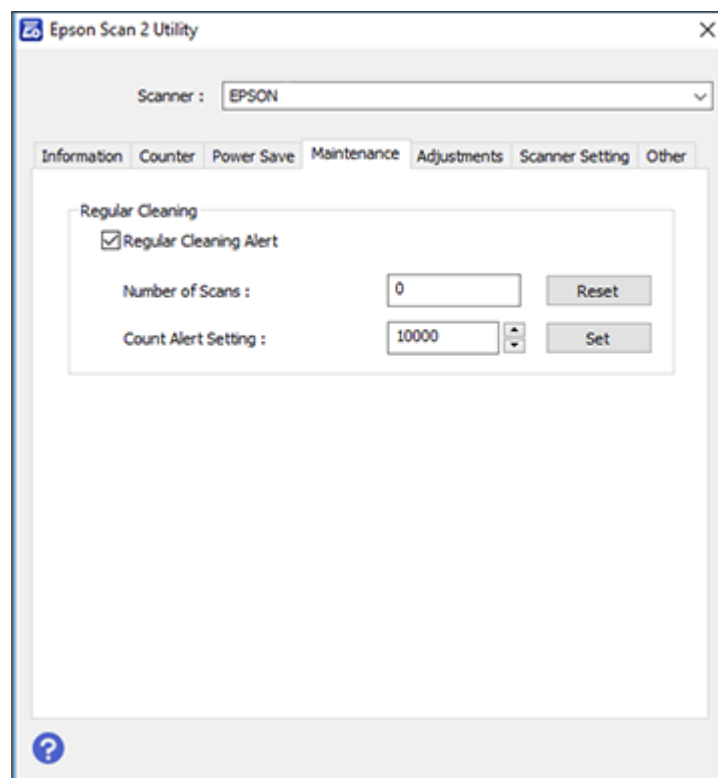 Epson Scan 2 Utility
Scanner : EPSON
Information Counter Power Save Maintenance Adjustments Scanner Setting Other
Regular Cleaning
Regular Cleaning Alert
Number of Scans : 0 Reset
Count Alert Setting : 10000 Set
?